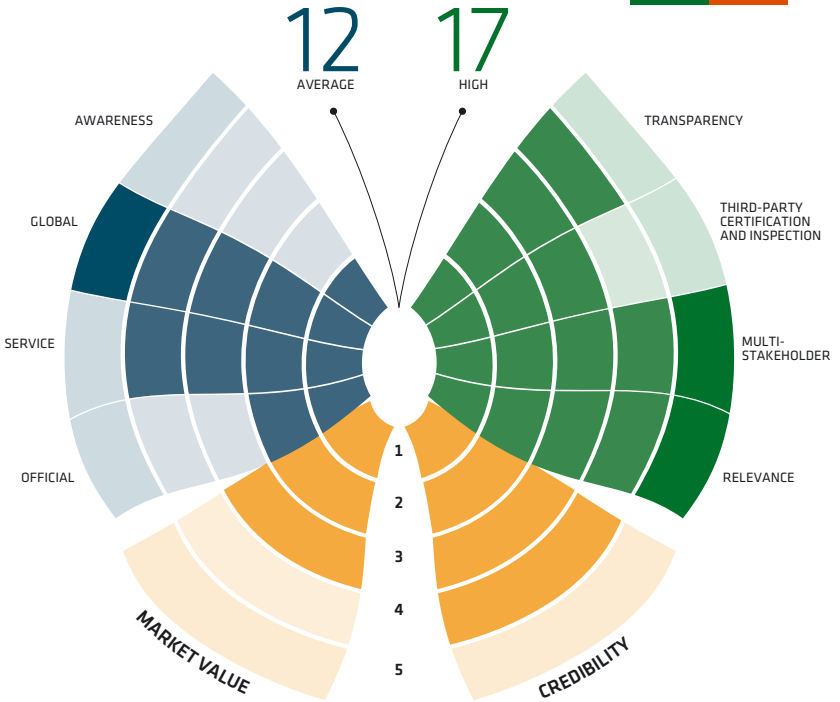 12
AVERAGE
17
HIGH
AWARENESS
GLOBAL
SERVICE
OFFICIAL
TRANSPARENCY
THIRD-PARTY
CERTIFICATION
AND INSPECTION
MULTI-
STAKEHOLDER
RELEVANCE
1
2
3
4
5
MARKET VALUE
CREDIBILITY